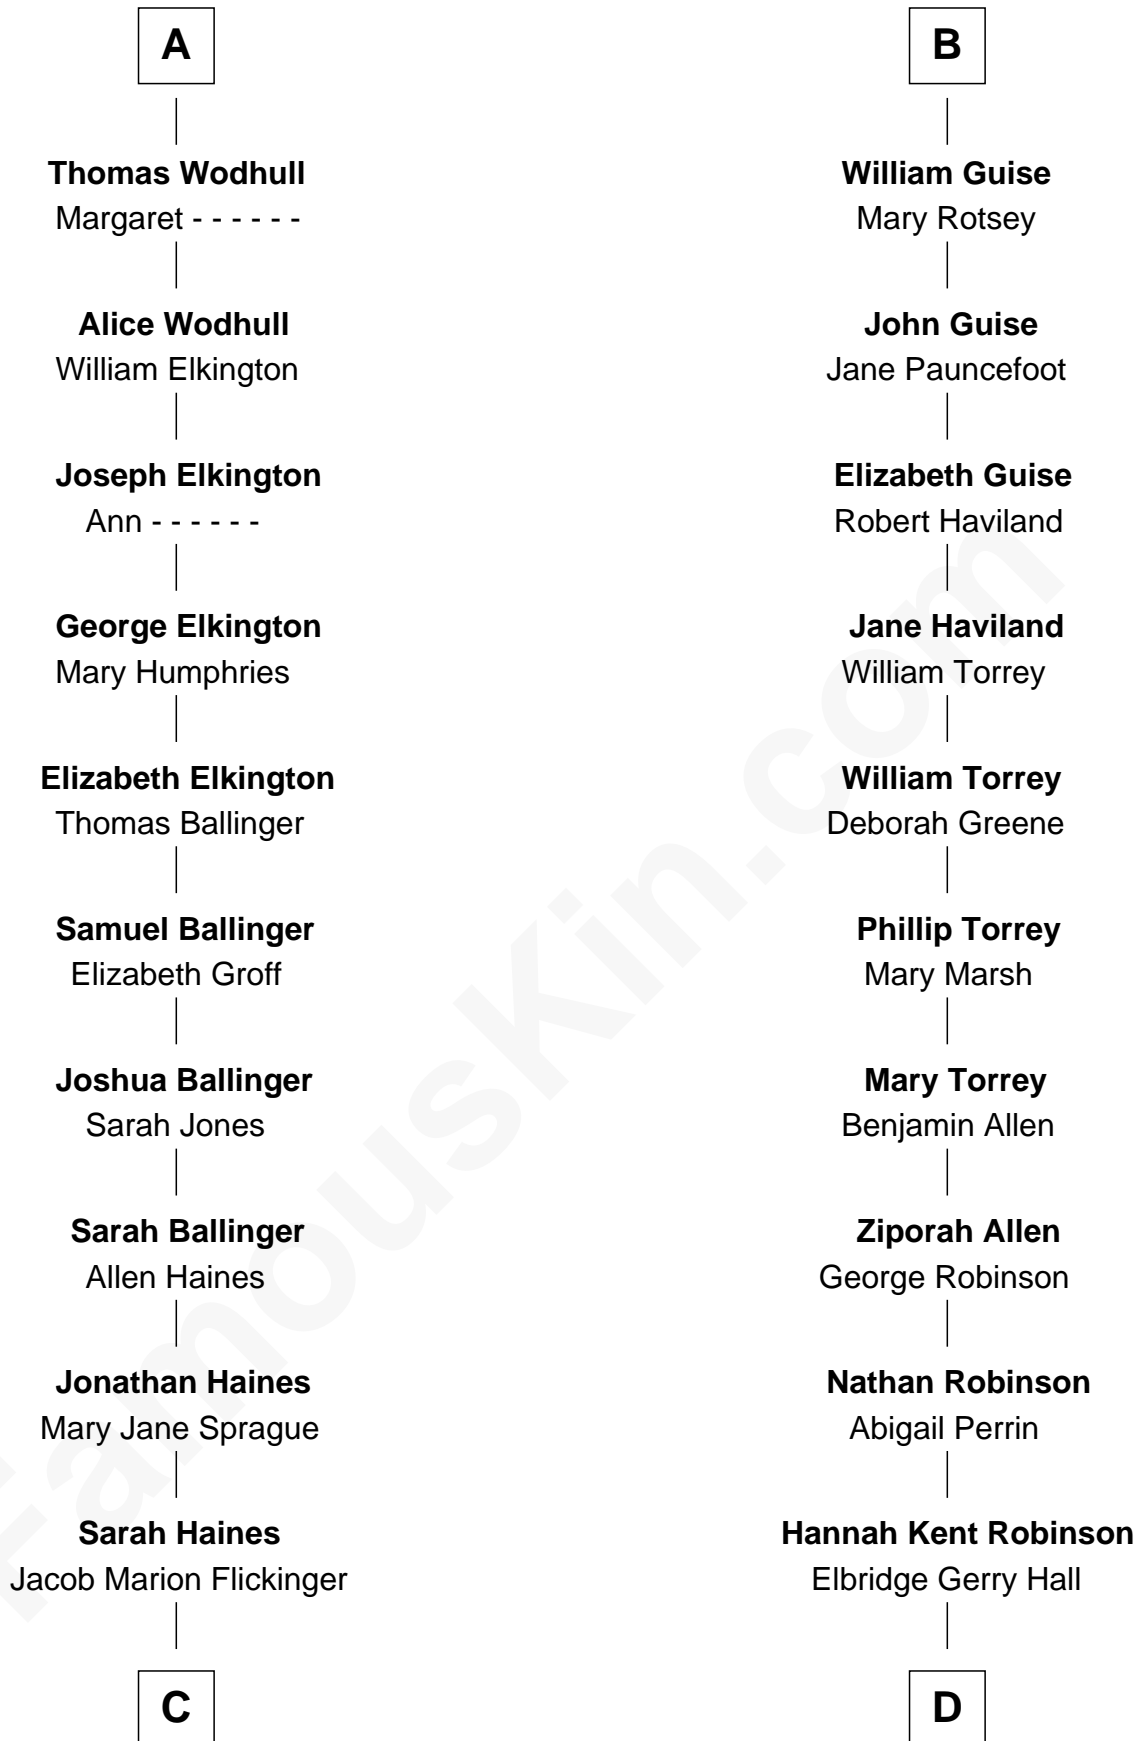 A
Thomas Wodhull
Margaret - - - - - -
Alice Wodhull
William Elkington
Joseph Elkington
Ann - - - - - -
George Elkington
Mary Humphries
Elizabeth Elkington
Thomas Ballinger
Samuel Ballinger
Elizabeth Groff
Joshua Ballinger
Sarah Jones
Sarah Ballinger
Allen Haines
Jonathan Haines
Mary Jane Sprague
Sarah Haines
Jacob Marion Flickinger
C
B
William Guise
Mary Rotsey
John Guise
Jane Pauncefoot
Elizabeth Guise
Robert Haviland
Jane Haviland
William Torrey
William Torrey
Deborah Greene
Phillip Torrey
Mary Marsh
Mary Torrey
Benjamin Allen
Ziporah Allen
George Robinson
Nathan Robinson
Abigail Perrin
Hannah Kent Robinson
Elbridge Gerry Hall
D
FamousKin.com